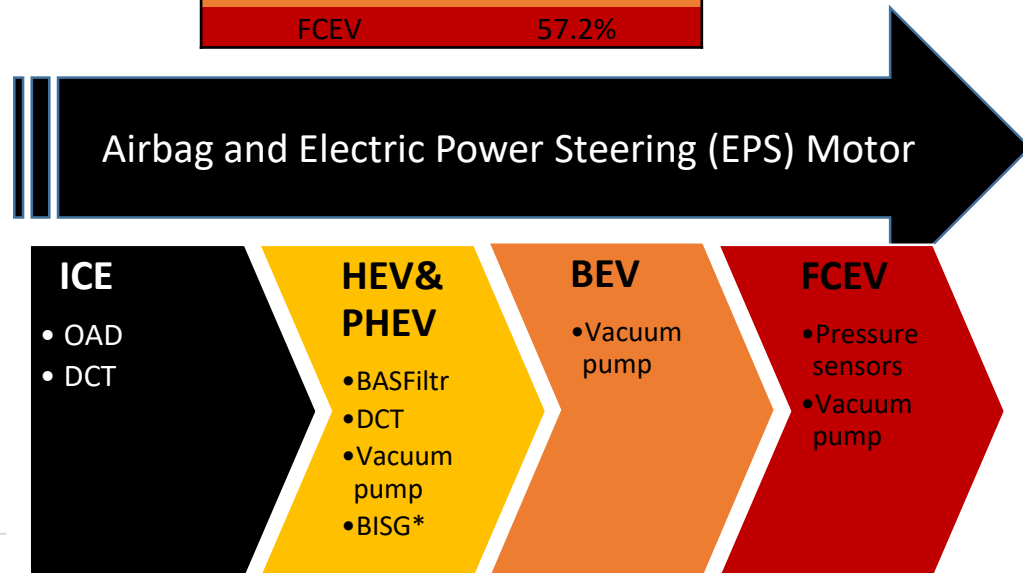 FCEV 57.2%
Airbag and Electric Power Steering (EPS) Motor
ICE
• OAD
• DCT
HEV&
PHEV
•BASFiltr
•DCT
•Vacuum
pump
•BISG*
BEV
•Vacuum
pump
FCEV
•Pressure
sensors
•Vacuum
pump